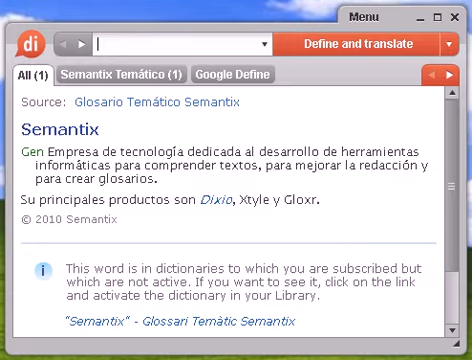 Menu
di
Define and translate
All (1)
Semantix Temático (1)
Google Define
Source: Glosario Temático Semantix
Semantix
Gen Empresa de tecnología dedicada al desarrollo de herramientas
informáticas para comprender textos, para mejorar la redacción y
para crear glosarios.
Su principales producton son Dixio, Xtyle y Gloxr.
© 2010 Semantix
i
This word is in dictionaries to which you are subscribed but
which are not active. If you want to see it, click on the link
and activate the dictionary in your Library.
"Semantix" - Glossari Temàtic Semantix